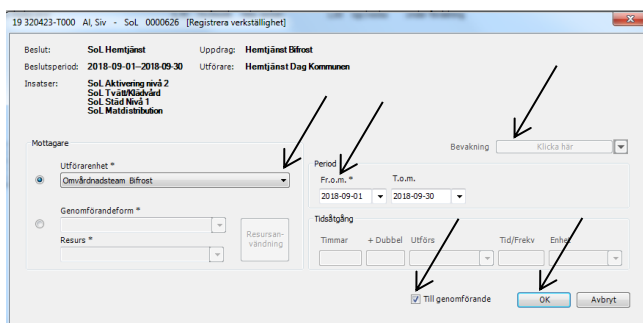 19 320423-T000 Al, Siv - SoL 0000626 [Registrera verkställighet]
Beslut: SoL Hemtjänst Uppdrag: Hemtjänst Bifrost
Beslutsperiod: 2018-09-01--2018-09-30 Utförare: Hemtjänst Dag Kommunen
Insatser: SoL Aktivering nivå 2
SoL Tvätt/Klädvård
SoL Städ Nivå 1
SoL Matdistribution
Mottagare
Bevakning Klicka här
Utförarenhet *
Omvårdnadsteam Bifrost
Period
Fr.o.m. * T.o.m.
2018-09-01 2018-09-30
Genomförandeform *
Resurs *
Resursan-
vändning
Tidsåtgång
Timmar + Dubbel Utförs Tid/Frekv Enhet
Till genomförande OK Avbryt